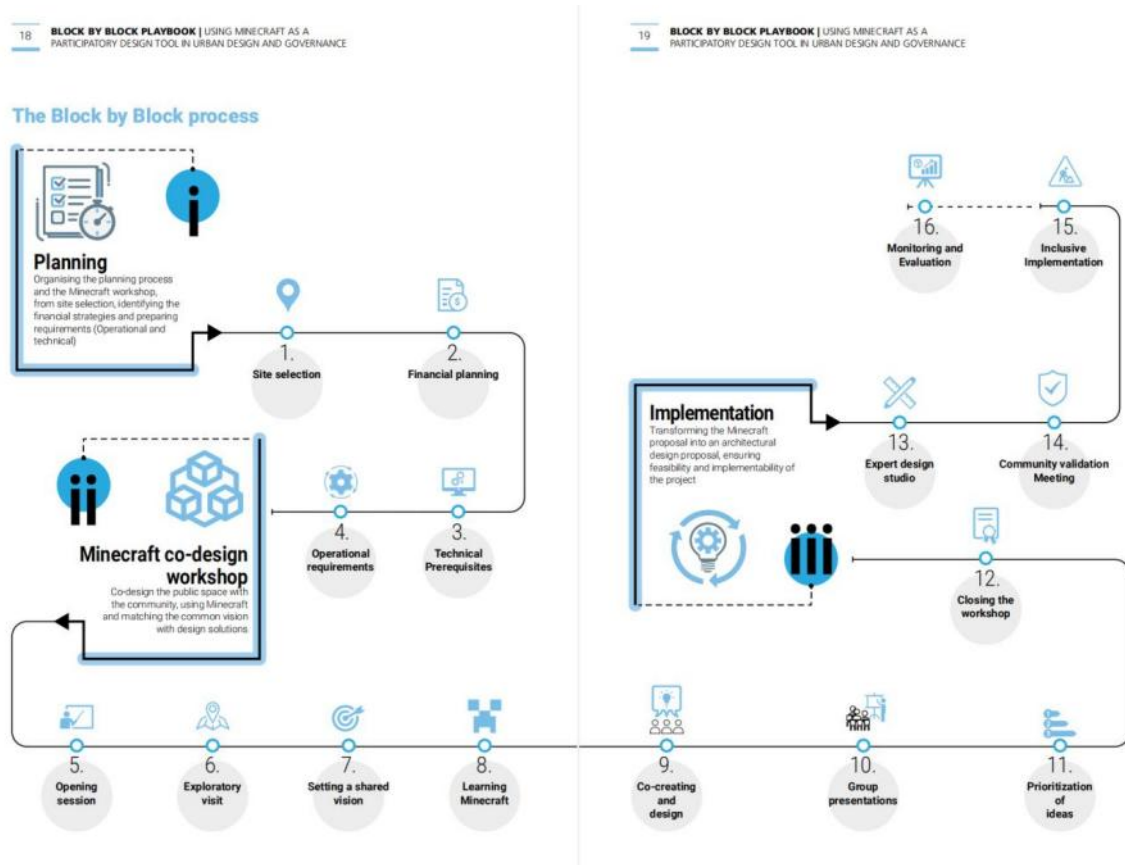 18
BLOCK BY BLOCK PLAYBOOK | USING MINECRAFT AS A
PARTICIPATORY DESIGN TOOL IN URBAN DESIGN AND GOVERNANCE
The Block by Block process
i
Planning
Organising the planning process
and the Minecraft workshop,
from site selection, identifying the
financial strategies and preparing
requirements (Operational and
technical)
1.
Site selection
2.
Financial planning
3.
Technical
Prerequisites
4.
Operational
requirements
ii
Minecraft co-design
workshop
Co-design the public space with
the community, using Minecraft
and matching the common vision
with design solutions
5.
Opening
session
6.
Exploratory
visit
7.
Setting a shared
vision
8.
Learning
Minecraft
19
BLOCK BY BLOCK PLAYBOOK | USING MINECRAFT AS A
PARTICIPATORY DESIGN TOOL IN URBAN DESIGN AND GOVERNANCE
9.
Co-creating
and
design
10.
Group
presentations
11.
Prioritization
of
ideas
12.
Closing the
workshop
iii
Implementation
Transforming the Minecraft
proposal into an architectural
design proposal, ensuring
feasibility and implementability of
the project
13.
Expert design
studio
14.
Community validation
Meeting
15.
Inclusive
Implementation
16.
Monitoring and
Evaluation